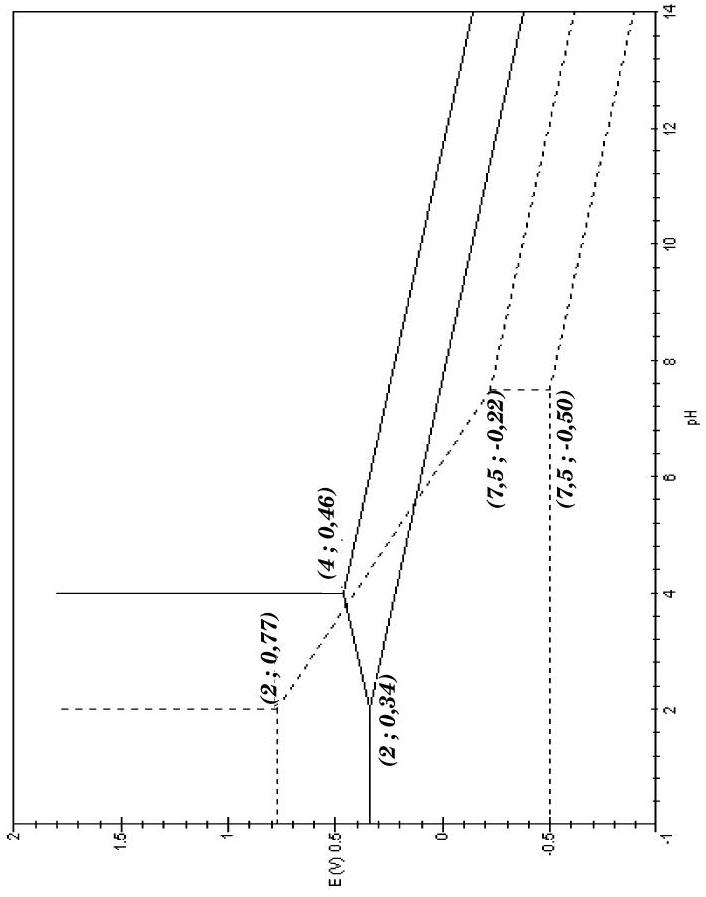 2
1.5
1
E (V) 0.5
0
-0.5
-1
2
4
6
8
10
12
14
pH
(2 ; 0,77)
(4 ; 0,46)
(2 ; 0,34)
(7,5 ; -0,22)
(7,5 ; -0,50)